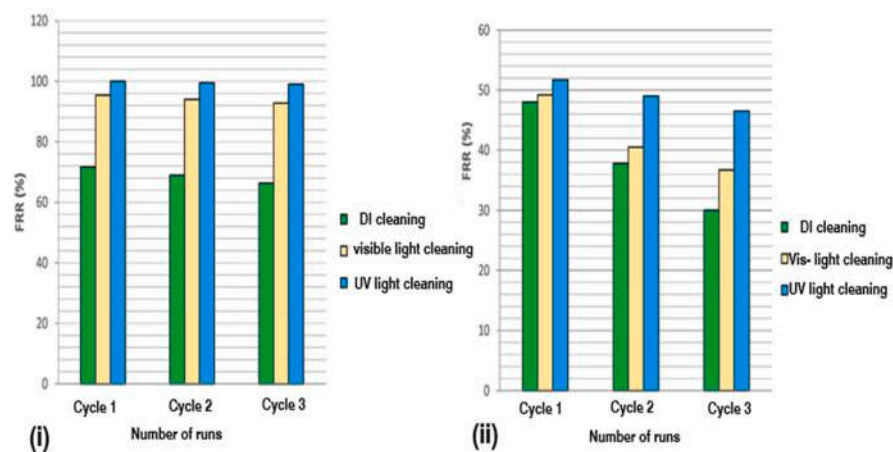 120
100
80
60
40
20
0
FRR (%)
DI cleaning
visible light cleaning
UV light cleaning
Cycle 1
Cycle 2
Cycle 3
Number of runs
(i)
60
50
40
30
20
10
0
FRR (%)
DI cleaning
Vis- light cleaning
UV light cleaning
Cycle 1
Cycle 2
Cycle 3
Number of runs
(ii)